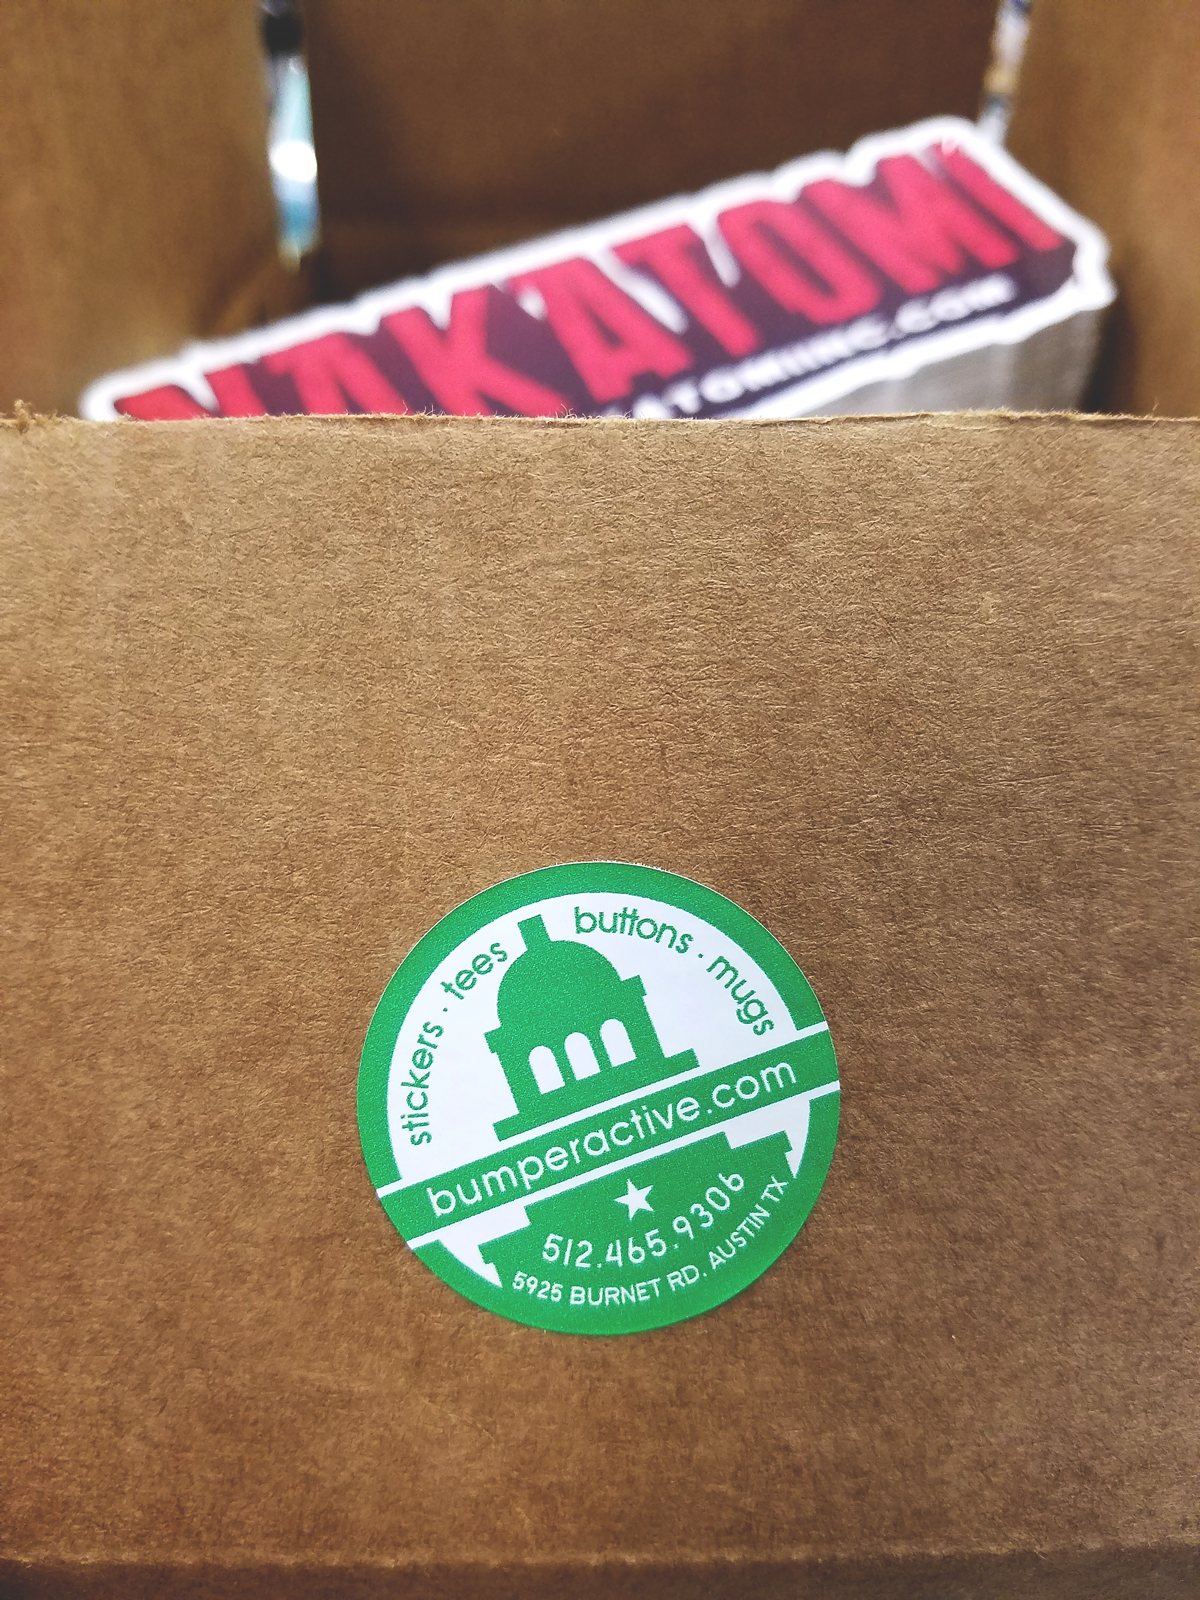 NAKATOMI
stickers . tees
buttons . mugs
bumperactive.com
512.465.9306
5925 BURNET RD. AUSTIN TX